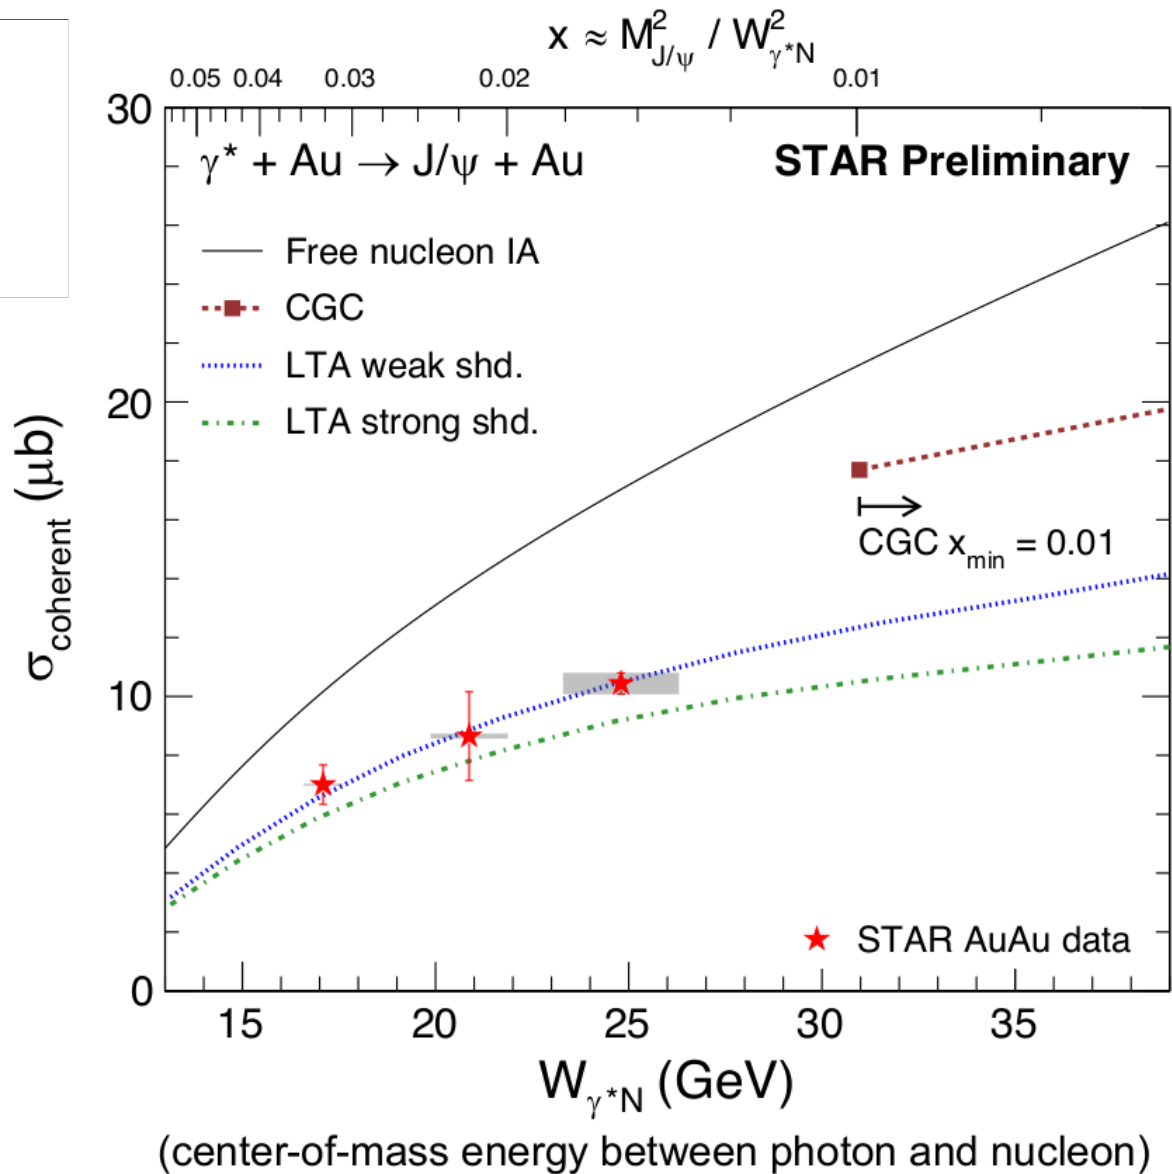 x ≈ M²J/ψ / W²γ*N
0.05 0.04 0.03 0.02 0.01
30
γ* + Au → J/ψ + Au
STAR Preliminary
Free nucleon IA
CGC
LTA weak shd.
LTA strong shd.
20
CGC xmin = 0.01
10
STAR AuAu data
0
σcoherent (μb)
15 20 25 30 35
Wγ*N (GeV)
(center-of-mass energy between photon and nucleon)